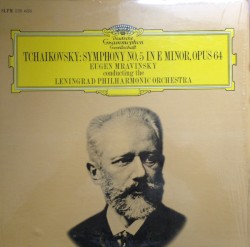 Deutsche
Grammophon
Gesellschaft
TCHAIKOVSKY: SYMPHONY NO. 5 IN E MINOR, OPUS 64
EUGEN MRAVINSKY
conducting the
LENINGRAD PHILHARMONIC ORCHESTRA